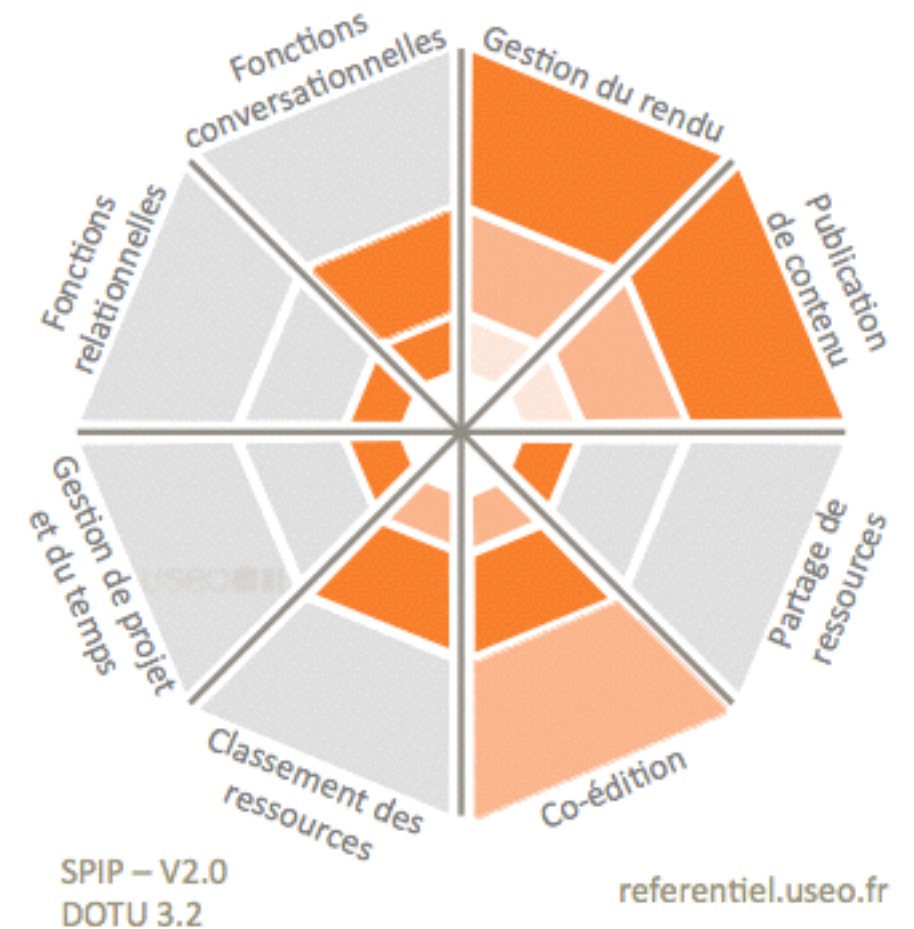 Fonctions
conversationnelles
Gestion du rendu
Fonctions
relationnelles
Publication
de contenu
Gestion de projet
et du temps
Partage de
ressources
useo
Classement des
ressources
Co-édition
SPIP – V2.0
DOTU 3.2
referentiel.useo.fr